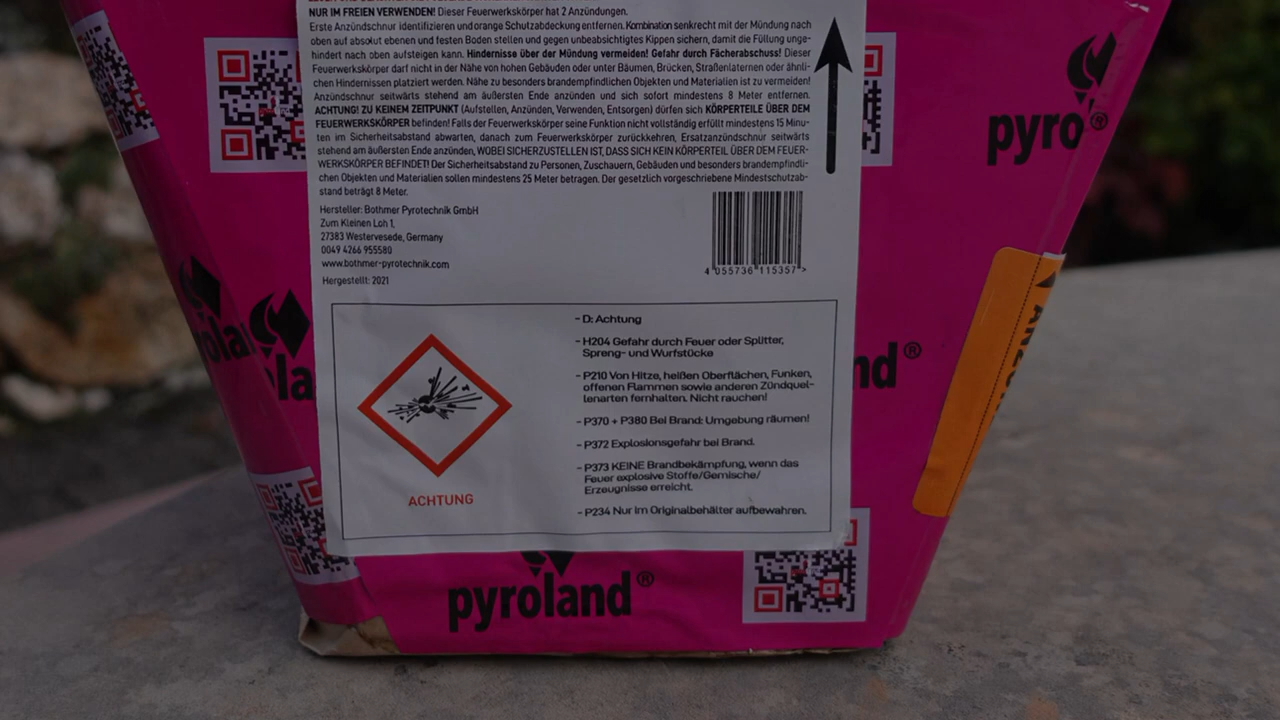 NUR IM FREIEN VERWENDEN! Dieser Feuerwerkskörper hat 2 Anzündungen.
Erste Anzündschnur identifizieren und orange Schutzabdeckung entfernen. Kombination senkrecht mit der Mündung nach
oben auf absolut ebenen und festen Boden stellen und gegen unbeabsichtigtes Kippen sichern, damit die Füllung unge-
hindert nach oben aufsteigen kann. Hindernisse über der Mündung vermeiden! Gefahr durch Fächerabschuss! Dieser
Feuerwerkskörper darf nicht in der Nähe von hohen Gebäuden oder unter Bäumen, Brücken, Straßenlaternen oder ähnli-
chen Hindernissen platziert werden. Nähe zu besonders brandempfindlichen Objekten und Materialien ist zu vermeiden!
Anzündschnur seitwärts stehend am äußersten Ende anzünden und sich sofort mindestens 8 Meter entfernen.
ACHTUNG! ZU KEINEM ZEITPUNKT (Aufstellen, Anzünden, Verwenden, Entsorgen) dürfen sich KÖRPERTEILE ÜBER DEM
FEUERWERKSKÖRPER befinden! Falls der Feuerwerkskörper seine Funktion nicht vollständig erfüllt mindestens 15 Minu-
ten im Sicherheitsabstand abwarten, danach zum Feuerwerkskörper zurückkehren, Ersatzanzündschnur seitwärts
stehend am äußersten Ende anzünden, WOBEI SICHERZUSTELLEN IST, DASS SICH KEIN KÖRPERTEIL ÜBER DEM FEUER-
WERKSKÖRPER BEFINDET! Der Sicherheitsabstand zu Personen, Zuschauern, Gebäuden und besonders brandempfindli-
chen Objekten und Materialien sollen mindestens 25 Meter betragen. Der gesetzlich vorgeschriebene Mindestschutzab-
stand beträgt 8 Meter.
Hersteller: Bothmer Pyrotechnik GmbH
Zum Kleinen Loh 1,
27383 Westervesede, Germany
0049 4266 955580
www.bothmer-pyrotechnik.com
Hergestellt: 2021
4 055736 115357 >
- D: Achtung
- H204 Gefahr durch Feuer oder Splitter,
Spreng- und Wurfstücke
- P210 Von Hitze, heißen Oberflächen, Funken,
offenen Flammen sowie anderen Zündquel-
lenarten fernhalten. Nicht rauchen!
- P370 + P380 Bei Brand: Umgebung räumen!
- P372 Explosionsgefahr bei Brand.
- P373 KEINE Brandbekämpfung, wenn das
Feuer explosive Stoffe/Gemische/
Erzeugnisse erreicht.
- P234 Nur im Originalbehälter aufbewahren.
ACHTUNG
pyro®
nd®
pyrola
la
pyroland®